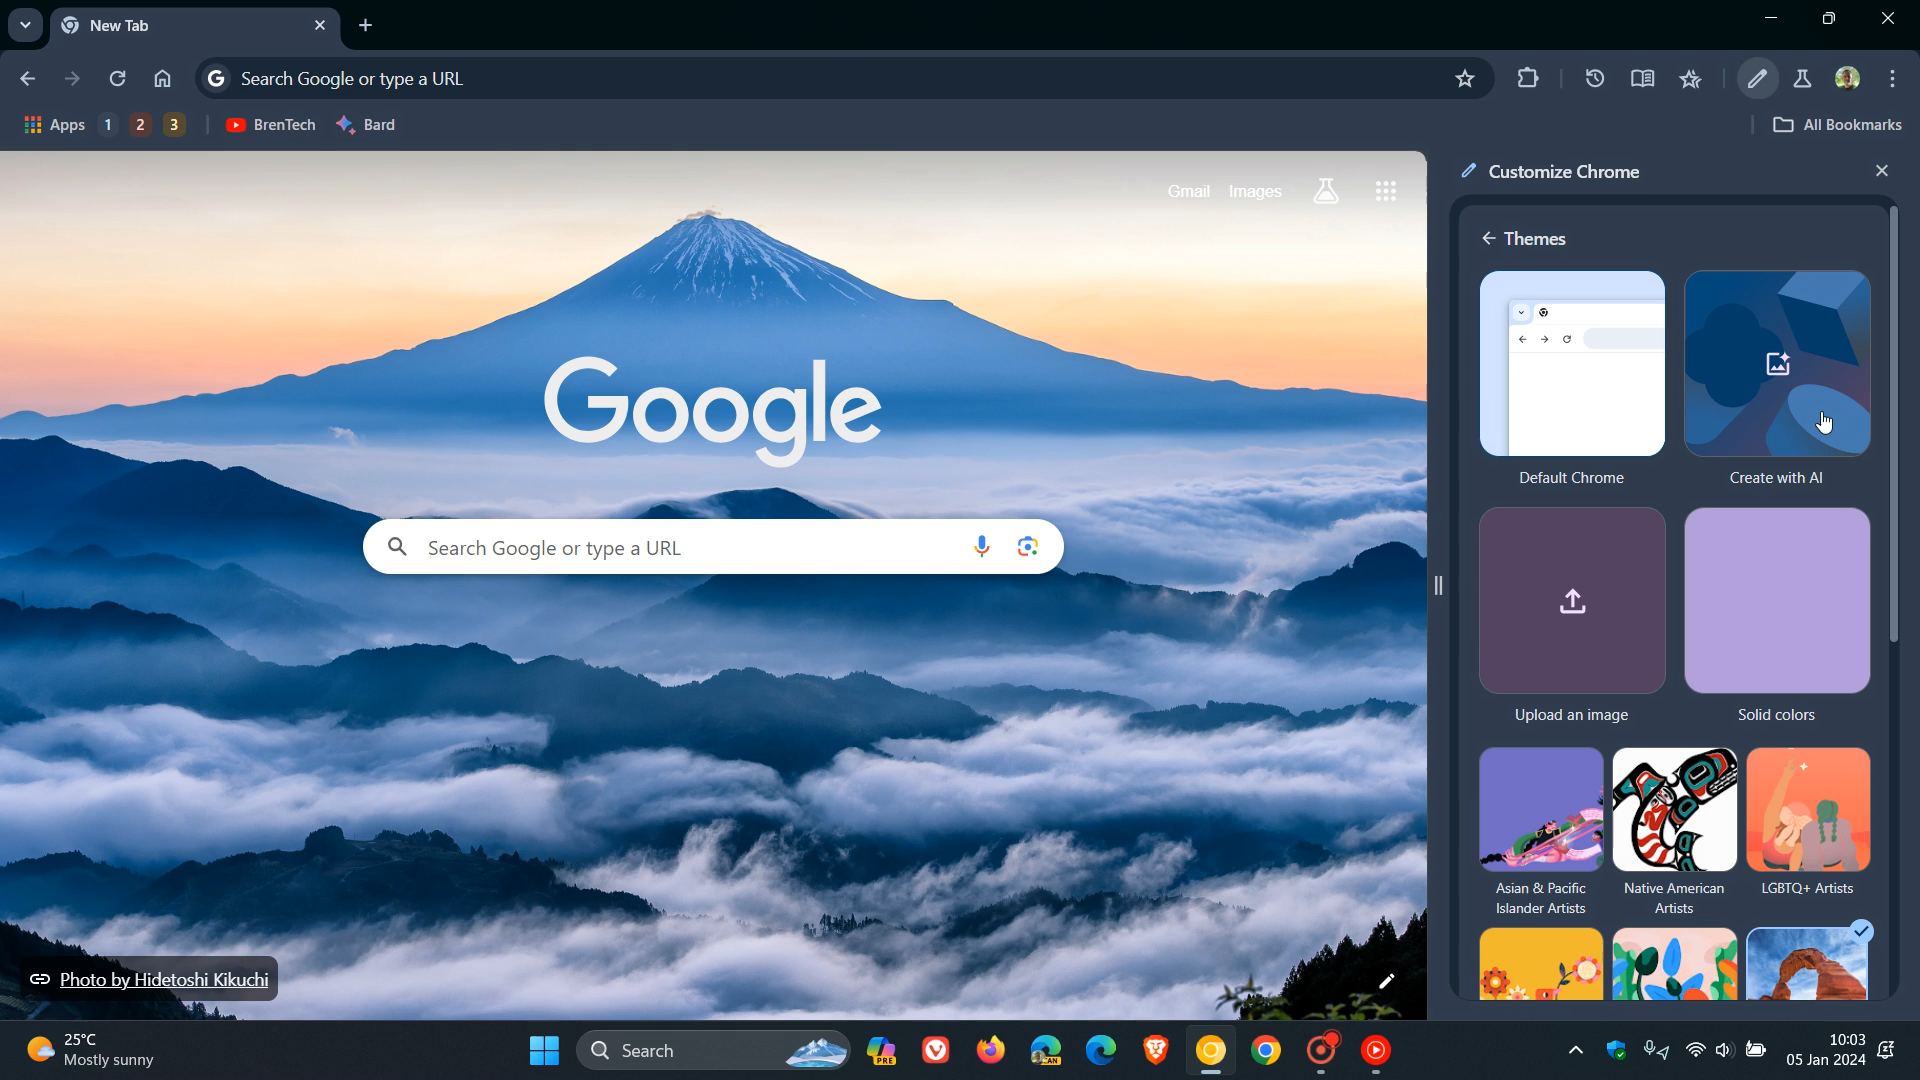 New Tab
Search Google or type a URL
Apps 1 2 3 BrenTech Bard All Bookmarks
Customize Chrome
Gmail Images
Themes
Google
Default Chrome Create with AI
Search Google or type a URL
Upload an image Solid colors
Asian & Pacific
Islander Artists
Native American
Artists
LGBTQ+ Artists
Photo by Hidetoshi Kikuchi
25°C
Mostly sunny
Search
PRE
CAN
10:03
05 Jan 2024